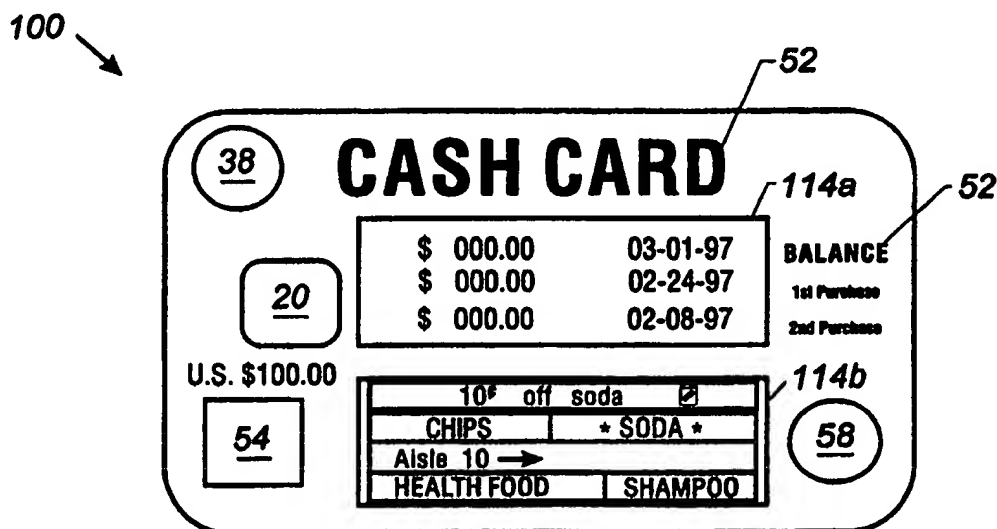 100
52
38
CASH CARD
114a
52
$ 000.00 03-01-97
BALANCE
$ 000.00 02-24-97
1st Purchase
20
$ 000.00 02-08-97
2nd Purchase
U.S. $100.00
114b
10¢ off soda
CHIPS * SODA *
54
58
Aisle 10 →
HEALTH FOOD SHAMPOO